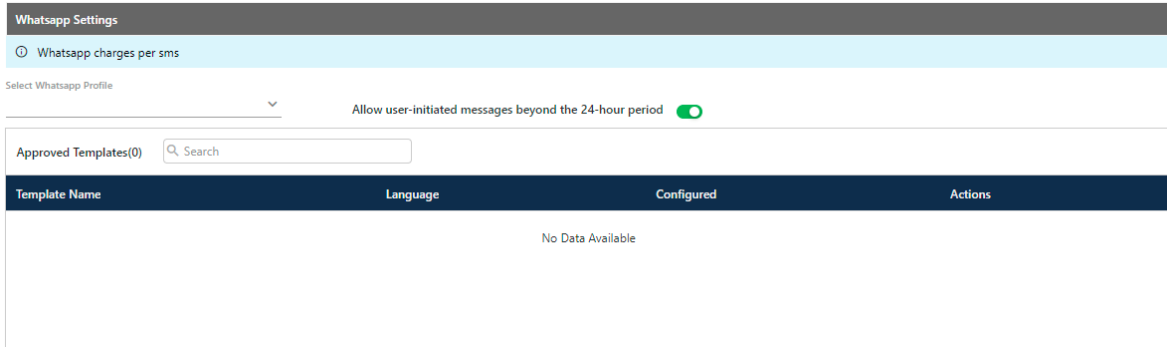 Whatsapp Settings
Whatsapp charges per sms
Select Whatsapp Profile
Allow user-initiated messages beyond the 24-hour period
Approved Templates(0) Search
Template Name Language Configured Actions
No Data Available